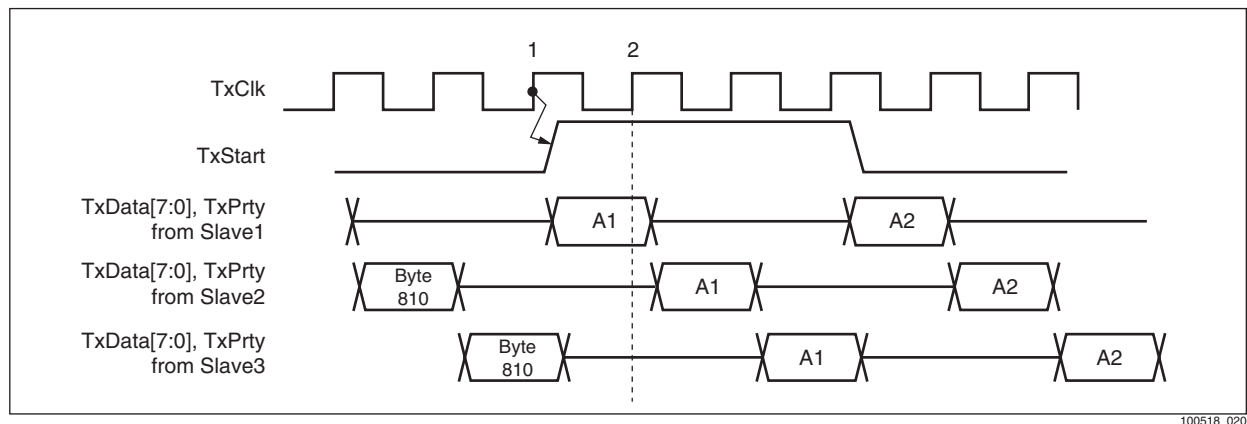 1 2
TxClk
TxStart
TxData[7:0], TxPrty
from Slave1
A1 A2
TxData[7:0], TxPrty
from Slave2
Byte
810
A1 A2
TxData[7:0], TxPrty
from Slave3
Byte
810
A1 A2
100518_020